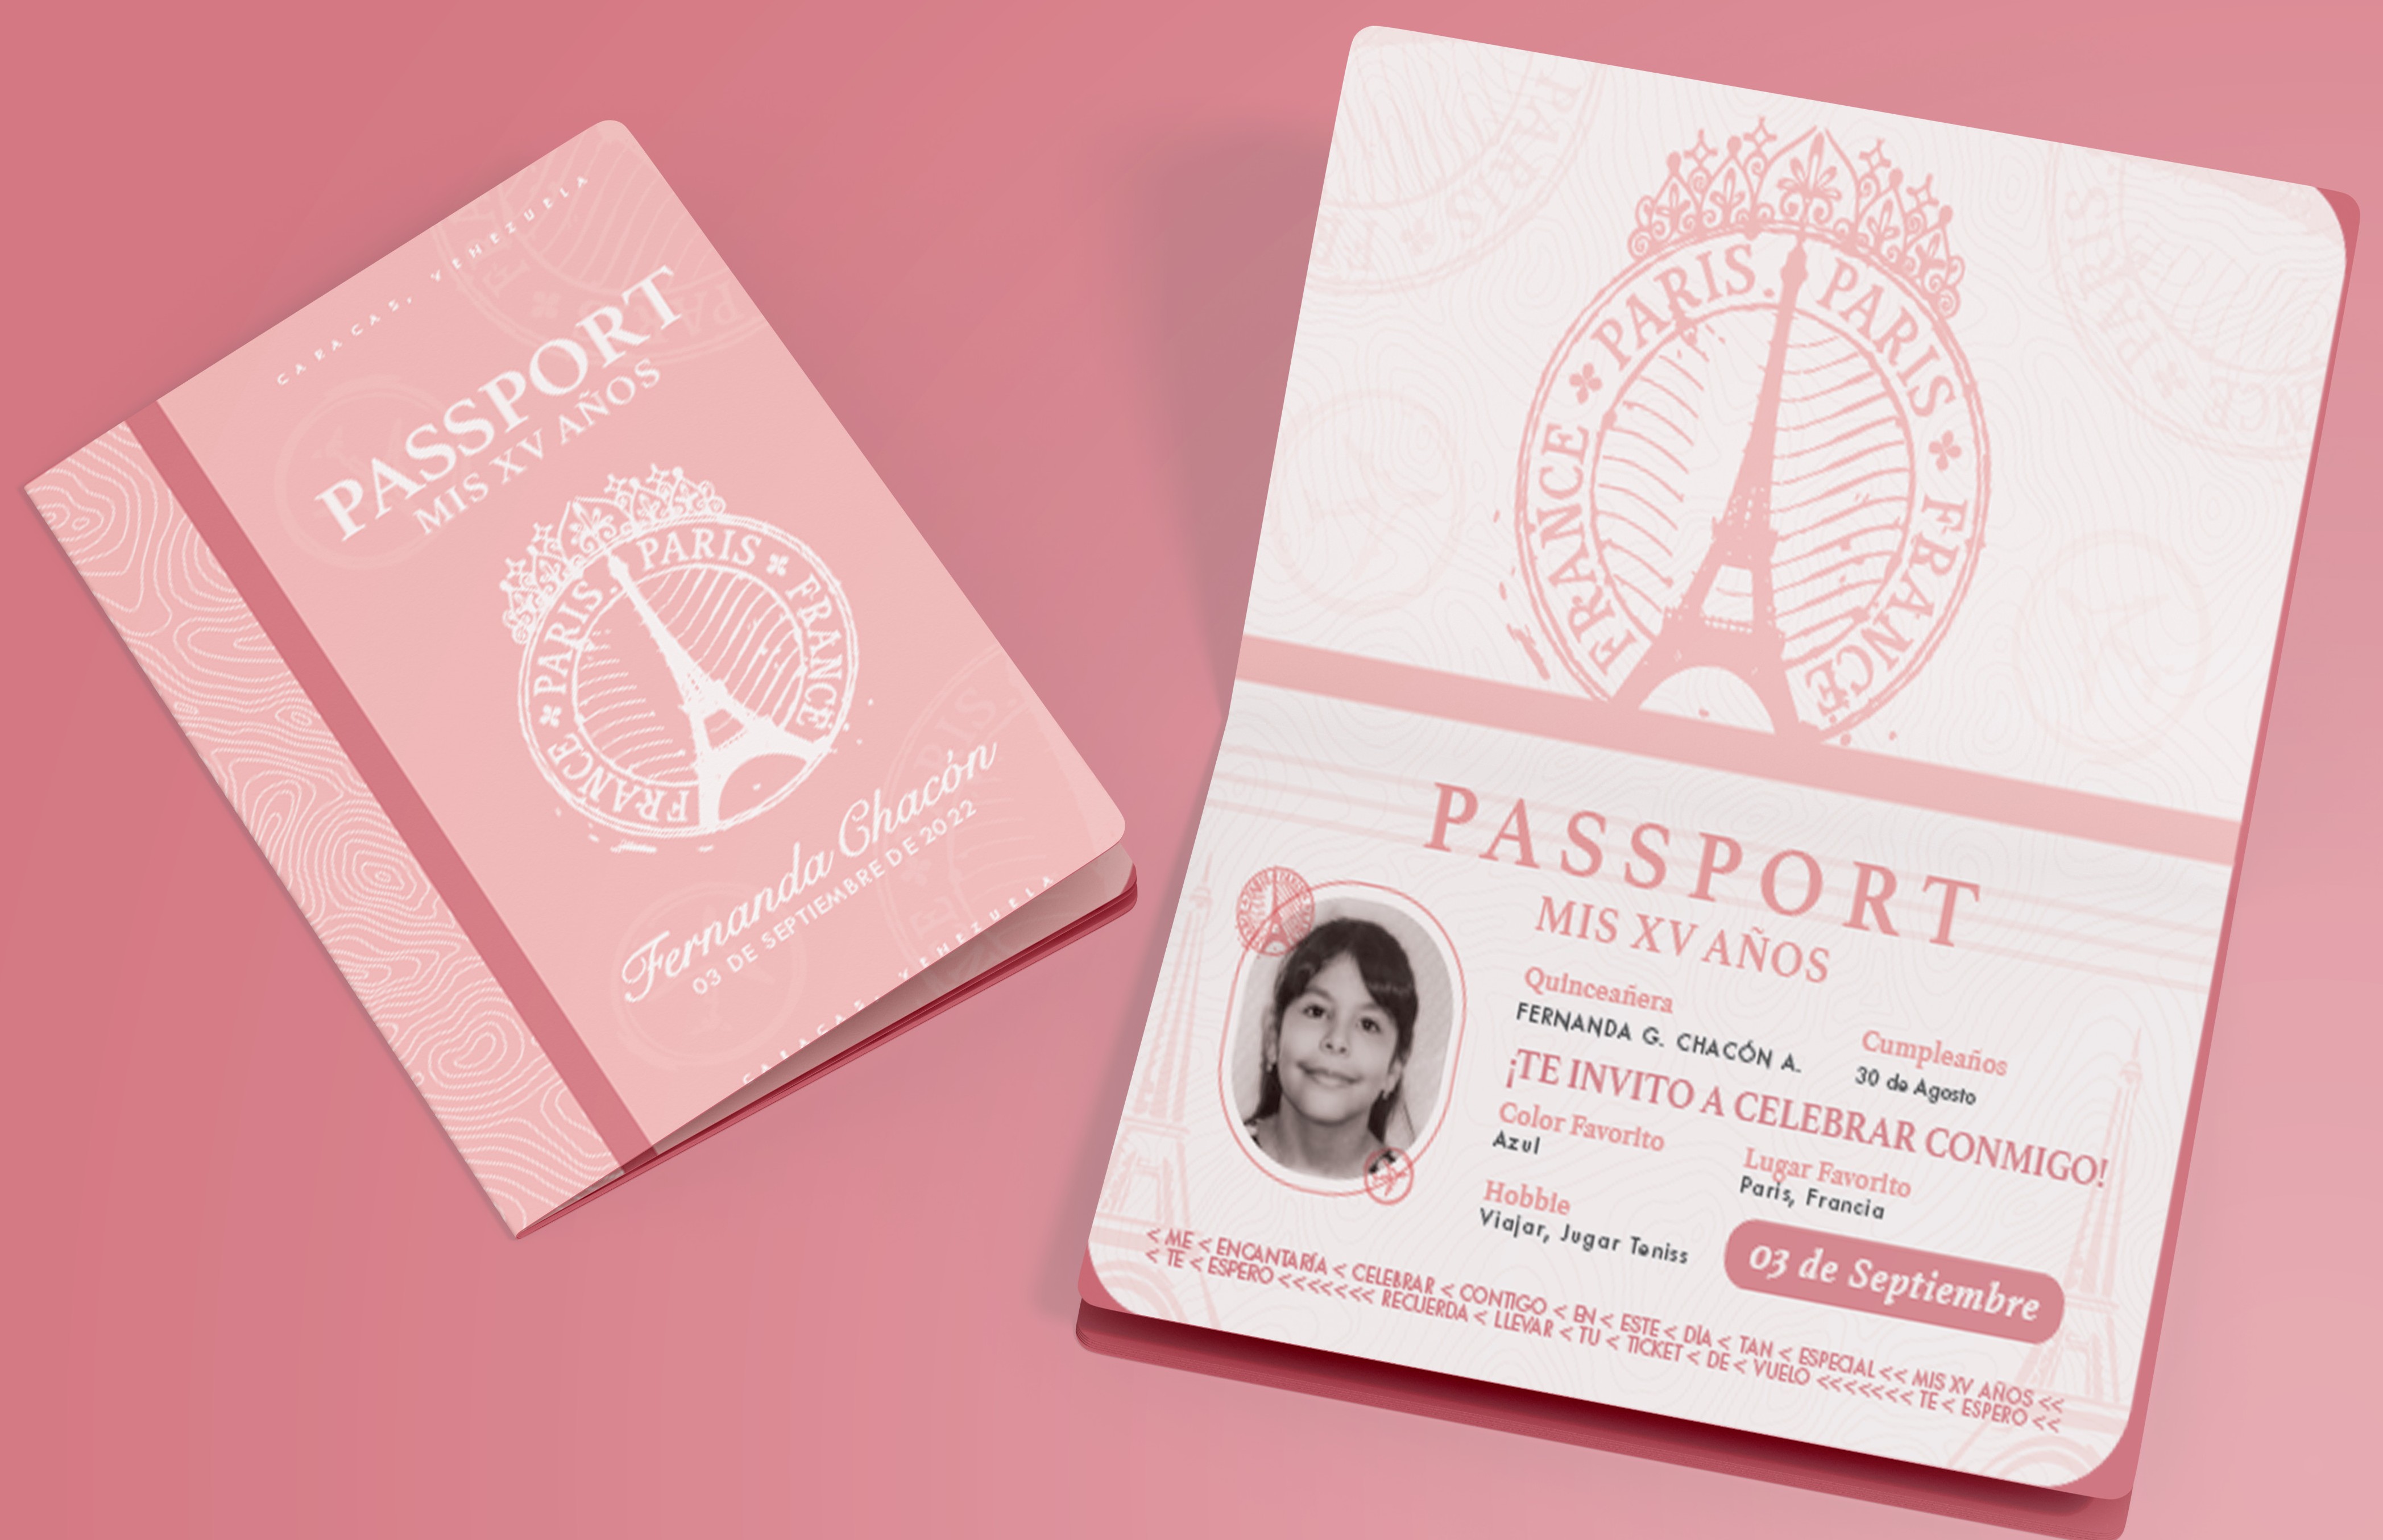 CARACAS, VENEZUELA
PASSPORT
MIS XV AÑOS
FRANCE PARIS PARIS FRANCE
Fernanda Chacón
03 DE SEPTIEMBRE DE 2022
CARACAS, VENEZUELA
PARIS
FRANCE PARIS PARIS FRANCE
PARIS
PASSPORT
MIS XV AÑOS
Quinceañera
FERNANDA G. CHACÓN A.
Cumpleaños
30 de Agosto
¡TE INVITO A CELEBRAR CONMIGO!
Color Favorito
Azul
Lugar Favorito
París, Francia
Hobbie
Viajar, Jugar Teniss
03 de Septiembre
< ME < ENCANTARÍA < CELEBRAR < CONTIGO < EN < ESTE < DÍA < TAN < ESPECIAL << MIS XV AÑOS <<
< TE < ESPERO <<<<<<< RECUERDA < LLEVAR < TU < TICKET < DE < VUELO <<<<<<< TE < ESPERO <<